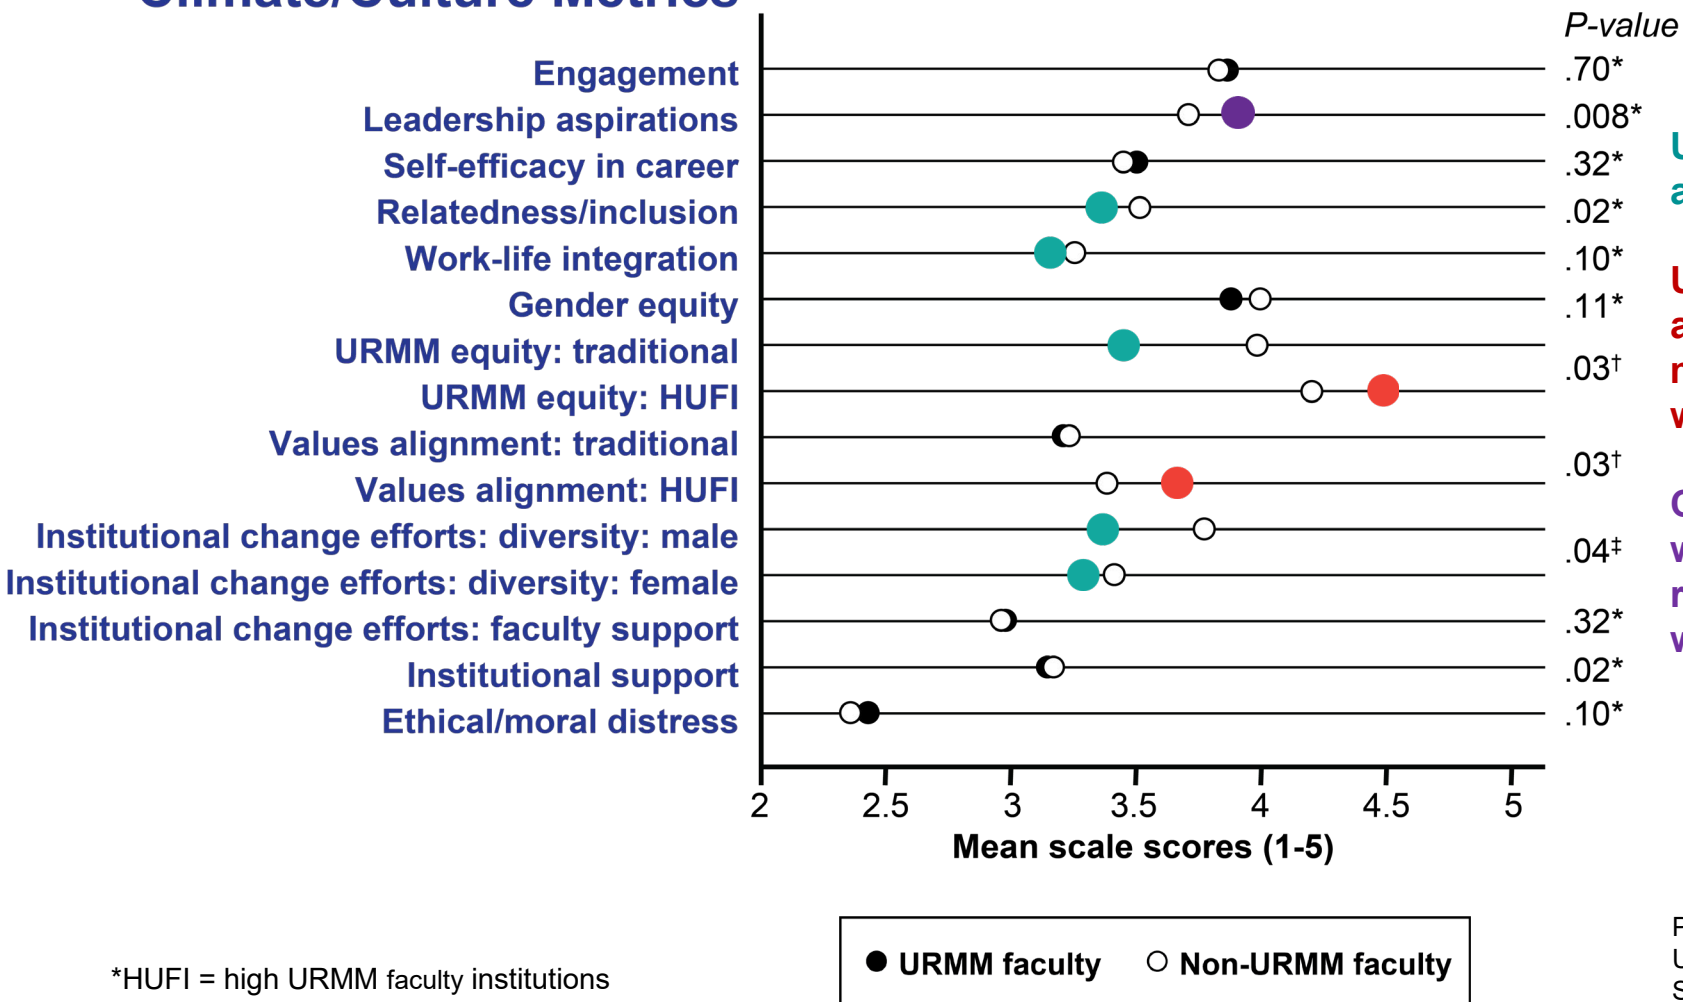 Climate/Culture Metrics
P-value
Engagement .70*
Leadership aspirations .008*
Self-efficacy in career .32*
Relatedness/inclusion .02*
Work-life integration .10*
Gender equity .11*
URMM equity: traditional
.03†
URMM equity: HUFI
Values alignment: traditional
.03†
Values alignment: HUFI
Institutional change efforts: diversity: male
.04‡
Institutional change efforts: diversity: female
Institutional change efforts: faculty support .32*
Institutional support .02*
Ethical/moral distress .10*
2 2.5 3 3.5 4 4.5 5
Mean scale scores (1-5)
URMM faculty Non-URMM faculty
*HUFI = high URMM faculty institutions